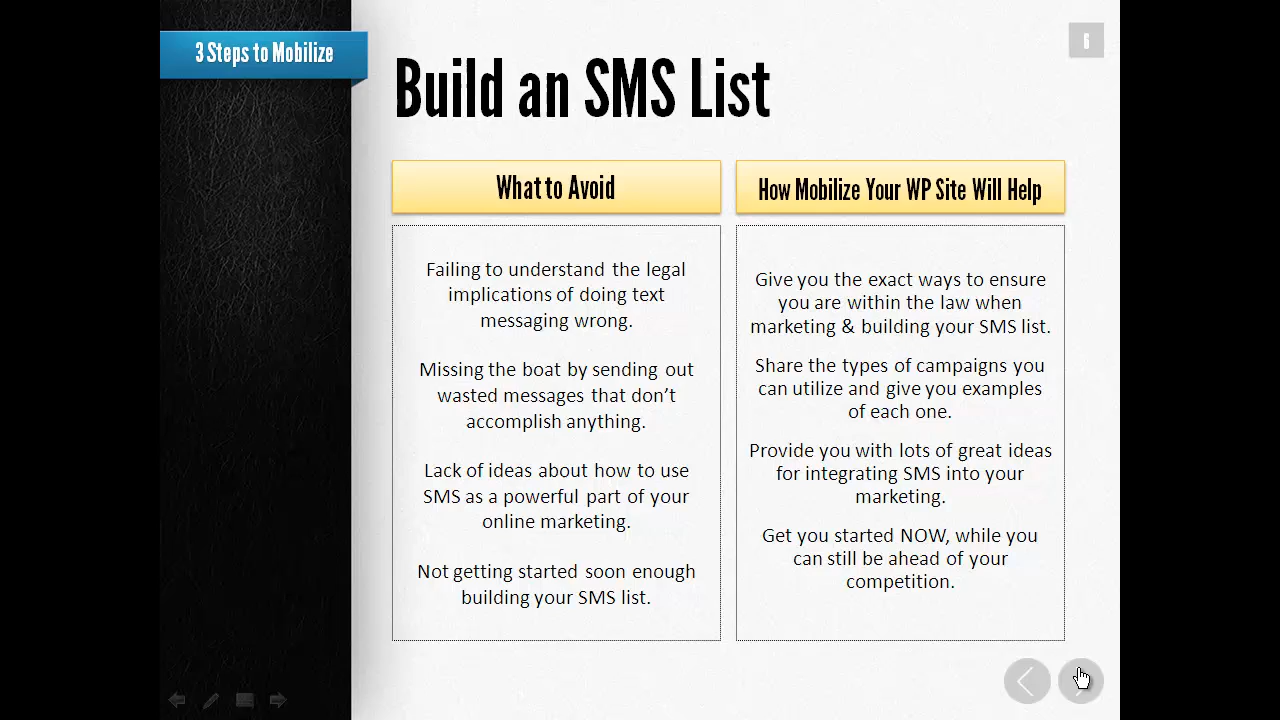 3 Steps to Mobilize
6
Build an SMS List
What to Avoid
Failing to understand the legal
implications of doing text
messaging wrong.
Missing the boat by sending out
wasted messages that don’t
accomplish anything.
Lack of ideas about how to use
SMS as a powerful part of your
online marketing.
Not getting started soon enough
building your SMS list.
How Mobilize Your WP Site Will Help
Give you the exact ways to ensure
you are within the law when
marketing & building your SMS list.
Share the types of campaigns you
can utilize and give you examples
of each one.
Provide you with lots of great ideas
for integrating SMS into your
marketing.
Get you started NOW, while you
can still be ahead of your
competition.